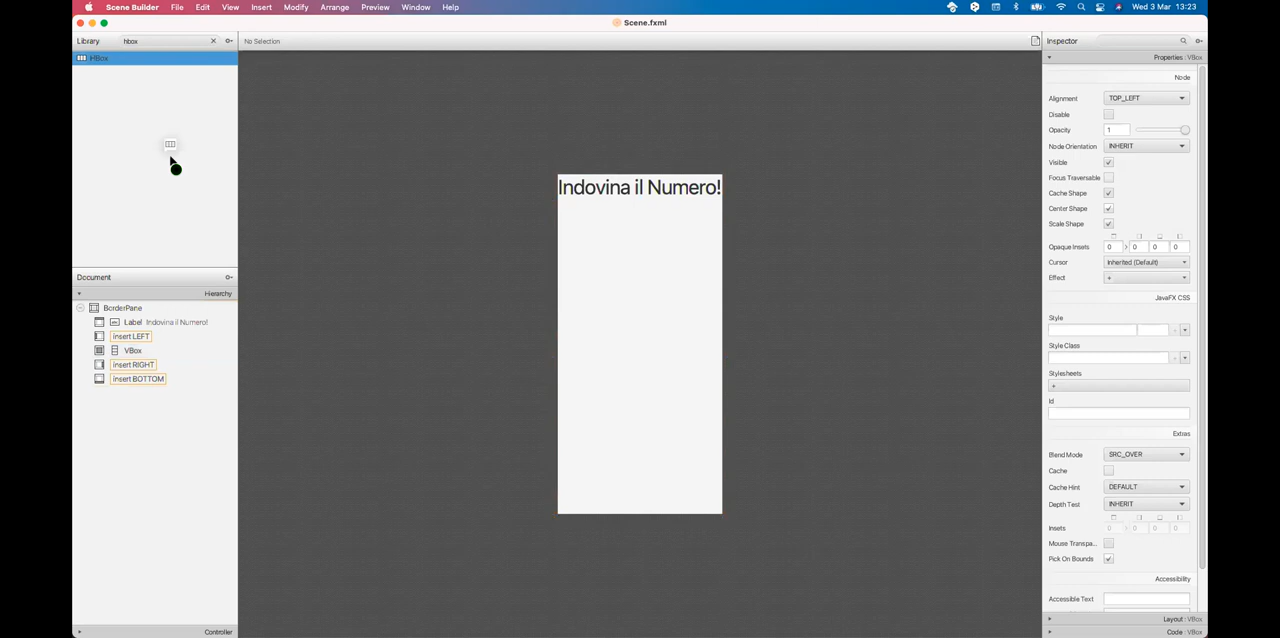 Scene Builder File Edit View Insert Modify Arrange Preview Window Help Wed 3 Mar 13:23
Scene.fxml
Library hbox No Selection Inspector
HBox
Properties : VBox
Node
Alignment TOP_LEFT
Disable
Opacity 1
Node Orientation INHERIT
Visible
Focus Traversable
Cache Shape
Center Shape
Scale Shape
Opaque Insets 0 0 0 0
Cursor Inherited (Default)
Effect +
JavaFX CSS
Style
Style Class
Stylesheets
+
Id
Extras
Blend Mode SRC_OVER
Cache
Cache Hint DEFAULT
Depth Test INHERIT
Insets 0 0 0 0
Mouse Transpa...
Pick On Bounds
Accessibility
Accessible Text
Layout : VBox
Code : VBox
Indovina il Numero!
Document
Hierarchy
BorderPane
Label Indovina il Numero!
insert LEFT
VBox
insert RIGHT
insert BOTTOM
Controller